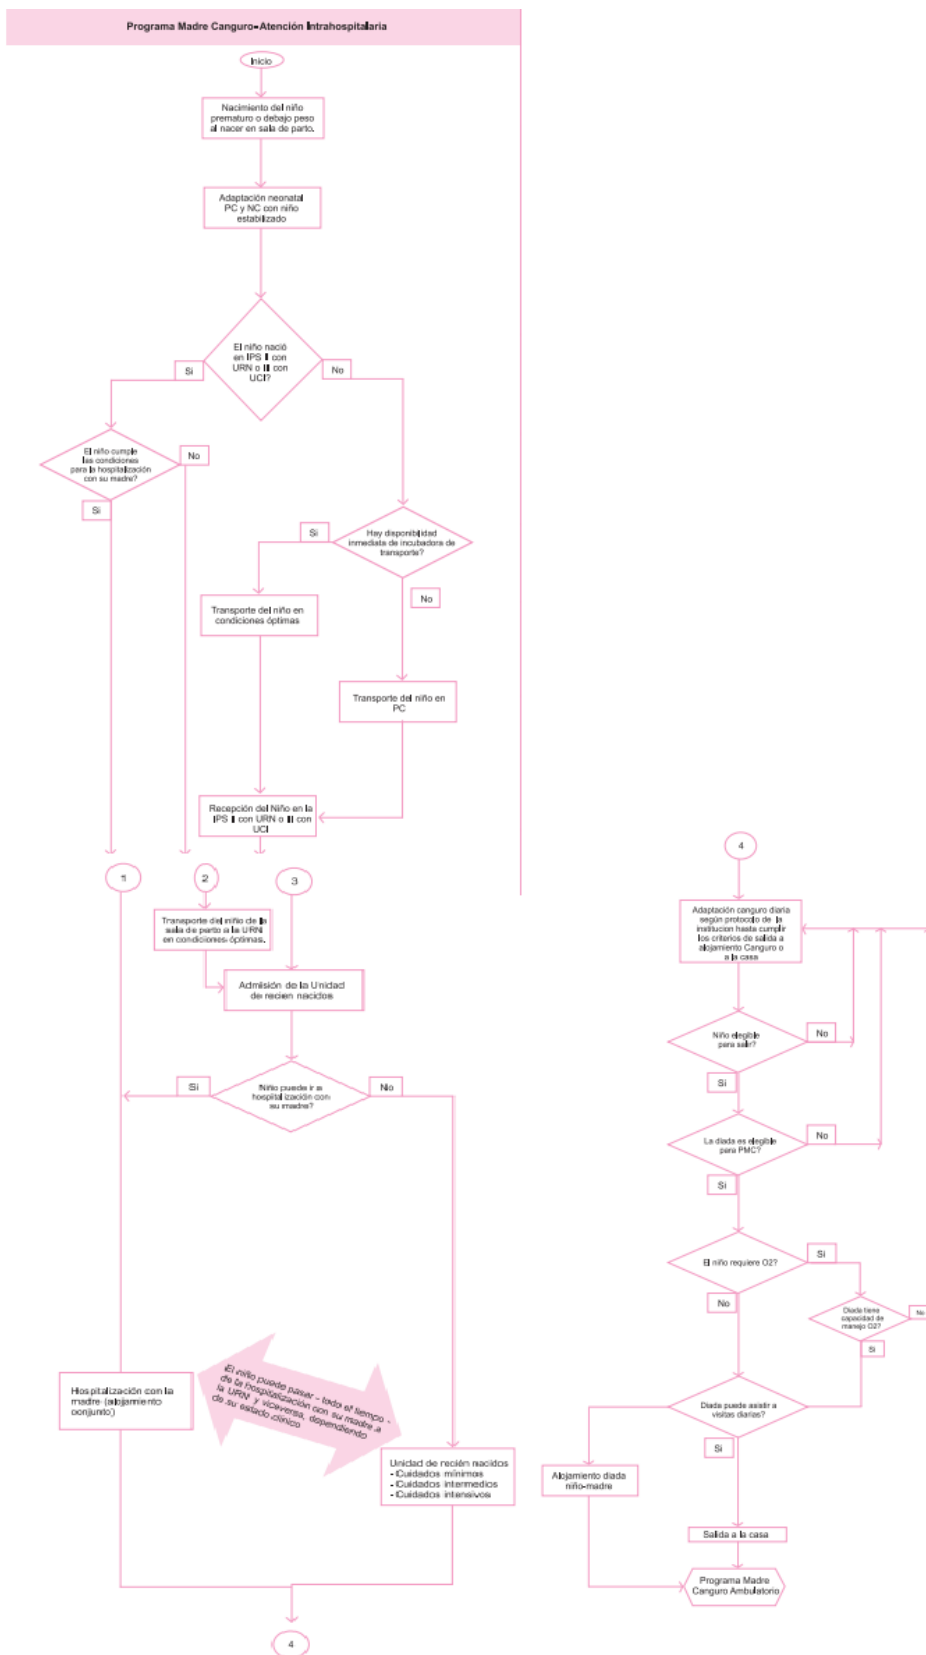 Programa Madre Canguro-Atención Intrahospitalaria
Inicio
Nacimiento del niño
prematuro o debajo peso
al nacer en sala de parto.
Adaptación neonatal
PC y NC con niño
estabilizado
El niño nació
en IPS II con
URN o III con
UCI?
Si
No
El niño cumple
las condiciones
para la hospitalización
con su madre?
No
Si
Hay disponibilidad
inmediata de incubadora de
transporte?
Si
No
Transporte del niño en
condiciones óptimas
Transporte del niño en
PC
Recepción del Niño en la
IPS II con URN o III con
UCI
1
2
3
Transporte del niño de la
sala de parto a la URN
en condiciones óptimas.
Admisión de la Unidad
de recien nacidos
Niño puede ir a
hospitalización con
su madre?
Si
No
Hospitalización con la
madre (alojamiento
conjunto)
El niño puede pasar - todo el tiempo -
de la hospitalización con su madre a
la URN y viceversa, dependiendo
de su estado clínico
Unidad de recién nacidos
- Cuidados mínimos
- Cuidados intermedios
- Cuidados intensivos
4
4
Adaptación canguro diaria
según protocolo de la
institucion hasta cumplir
los criterios de salida a
alojamiento Canguro o
a la casa
Niño elegible
para salir?
No
Si
La diada es elegible
para PMC?
No
Si
El niño requiere O2?
Si
No
Diada tiene
capacidad de
manejo O2?
No
Si
Diada puede asistir a
visitas diarias?
Si
Alojamiento diada
niño-madre
Salida a la casa
Programa Madre
Canguro Ambulatorio